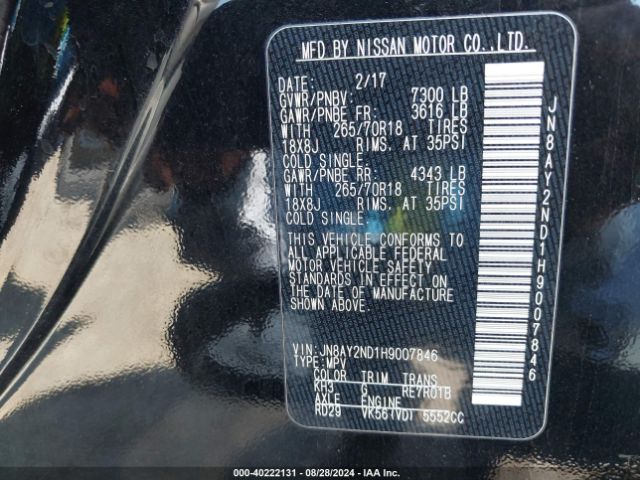 MFD BY NISSAN MOTOR CO.,LTD.
DATE: 2/17
GVWR/PNBV: 7300 LB
GAWR/PNBE FR: 3616 LB
WITH 265/70R18 TIRES
18X8J RIMS. AT 35PSI
COLD SINGLE.
GAWR/PNBE RR: 4343 LB
WITH 265/70R18 TIRES
18X8J RIMS. AT 35PSI
COLD SINGLE.
THIS VEHICLE CONFORMS TO
ALL APPLICABLE FEDERAL
MOTOR VEHICLE SAFETY
STANDARDS IN EFFECT ON
THE DATE OF MANUFACTURE
SHOWN ABOVE.
VIN: JN8AY2ND1H9007846
TYPE: MPV
COLOR TRIM TRANS
KH3 G RE7R01B
AXLE ENGINE
RD29 VK56(VD) 5552CC
JN8AY2ND1H9007846
000-40222131 - 08/28/2024 - IAA Inc.